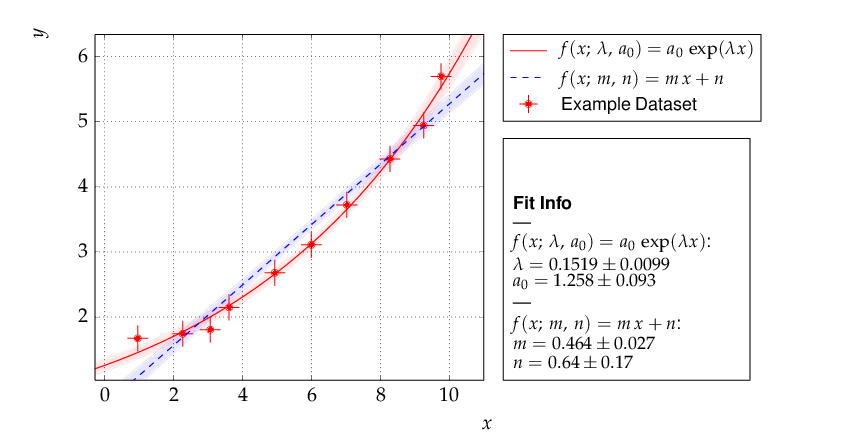 y
6
5
4
3
2
0 2 4 6 8 10
x
f(x; λ, a₀) = a₀ exp(λx)
f(x; m, n) = m x + n
Example Dataset
Fit Info
—
f(x; λ, a₀) = a₀ exp(λx):
λ = 0.1519 ± 0.0099
a₀ = 1.258 ± 0.093
—
f(x; m, n) = m x + n:
m = 0.464 ± 0.027
n = 0.64 ± 0.17